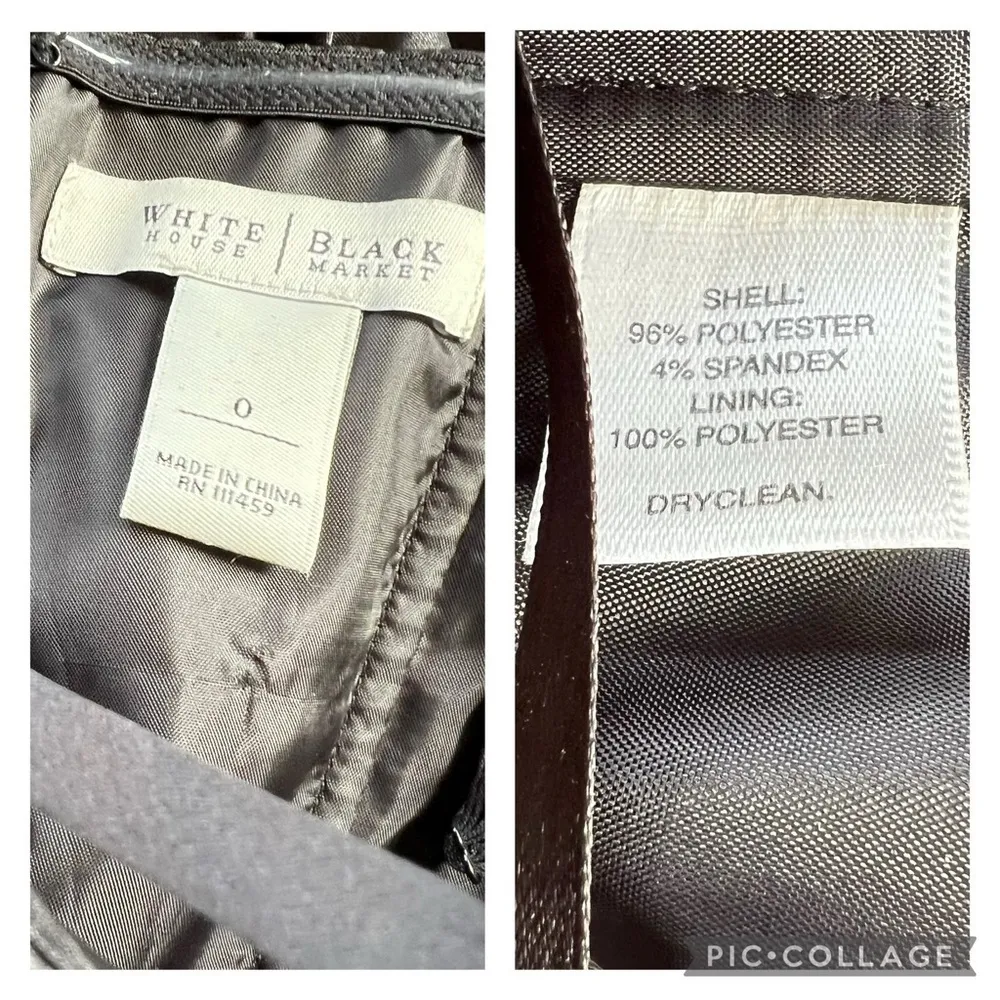 WHITE HOUSE | BLACK MARKET
0
MADE IN CHINA
RN 111459
SHELL:
96% POLYESTER
4% SPANDEX
LINING:
100% POLYESTER
DRYCLEAN.
PIC•COLLAGE